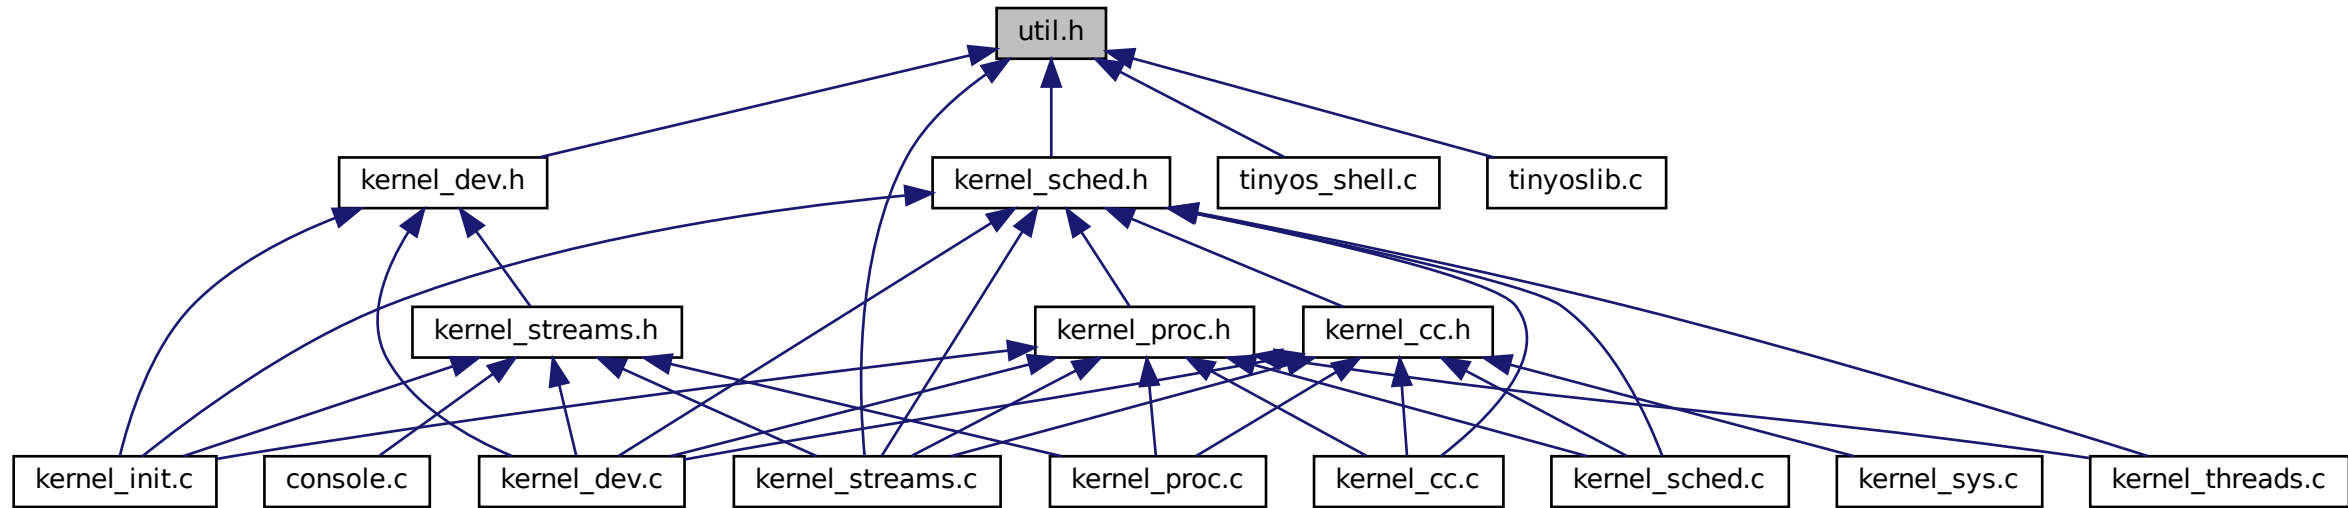 util.h
kernel_dev.h
kernel_sched.h
tinyos_shell.c
tinyoslib.c
kernel_streams.h
kernel_proc.h
kernel_cc.h
kernel_init.c
console.c
kernel_dev.c
kernel_streams.c
kernel_proc.c
kernel_cc.c
kernel_sched.c
kernel_sys.c
kernel_threads.c